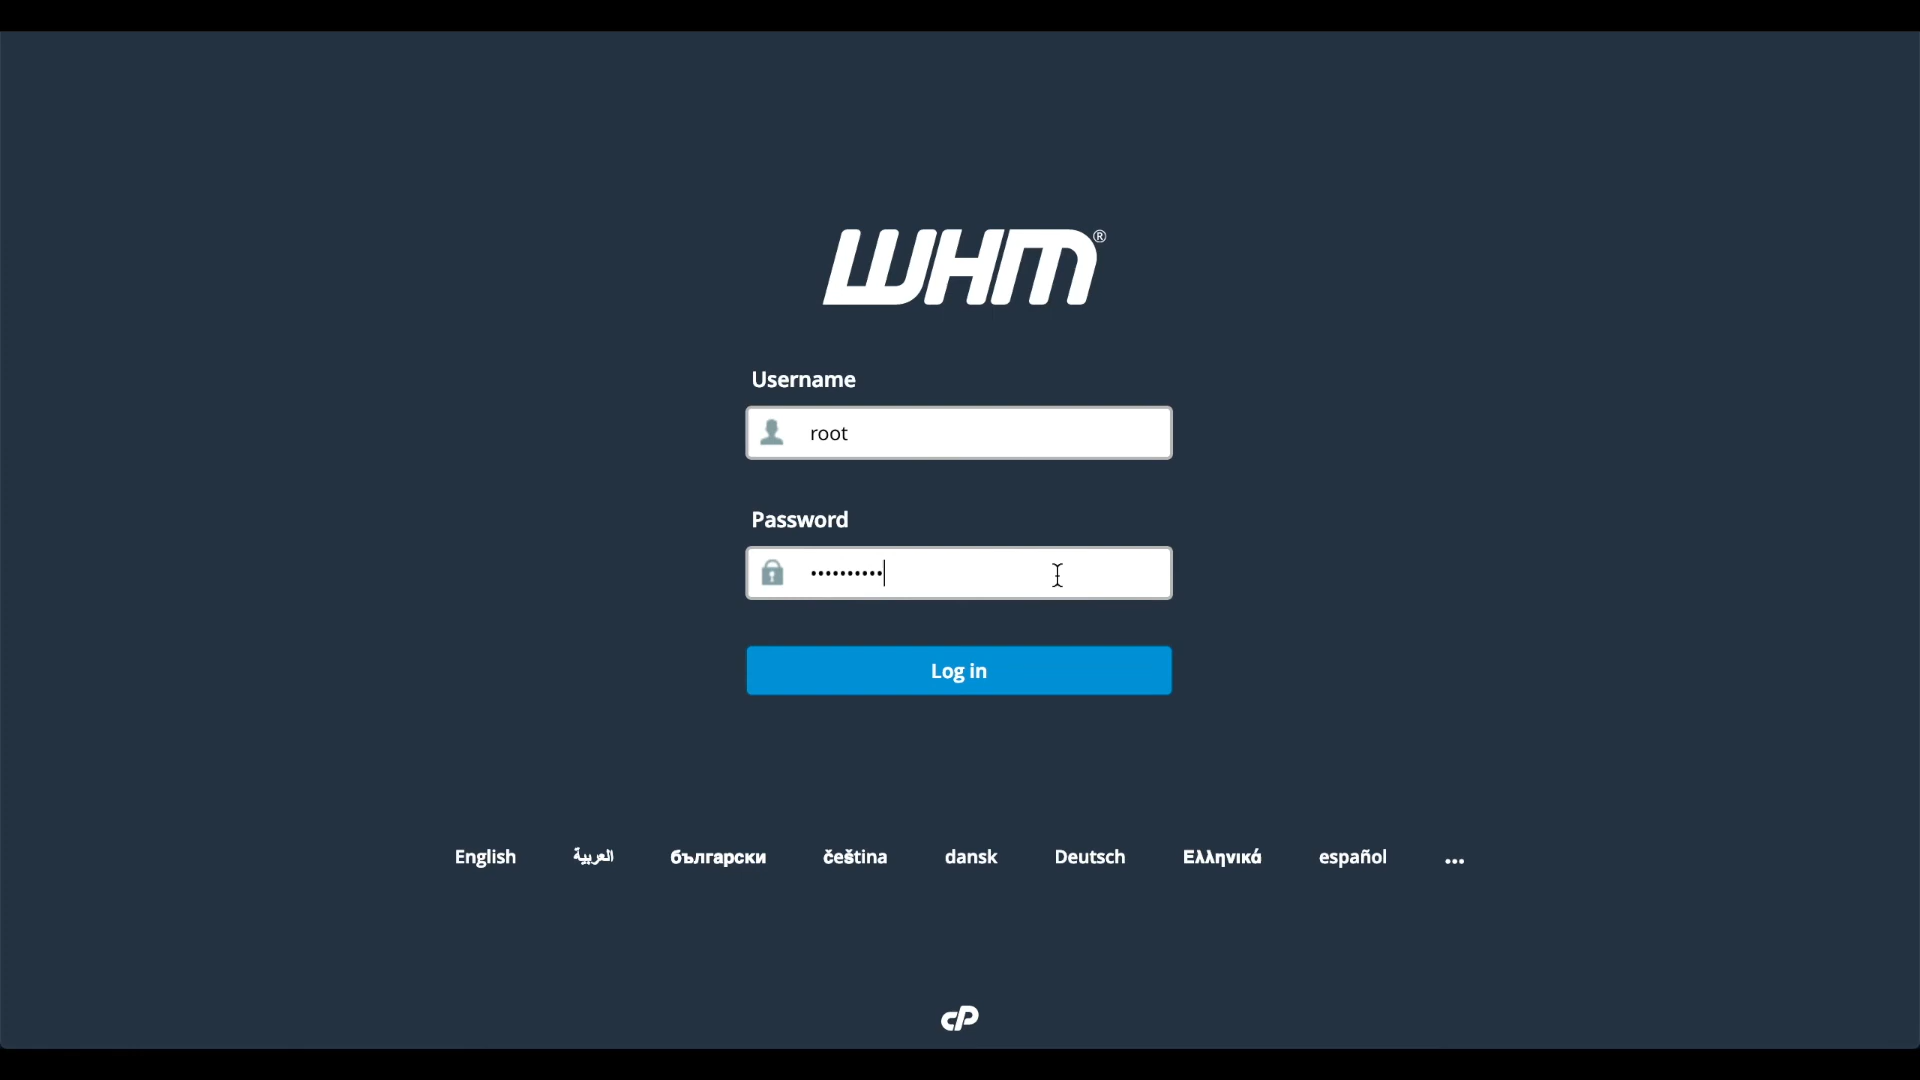 WHM®
Username
root
Password
••••••••••
Log in
English العربية български čeština dansk Deutsch Ελληνικά español ...
cP